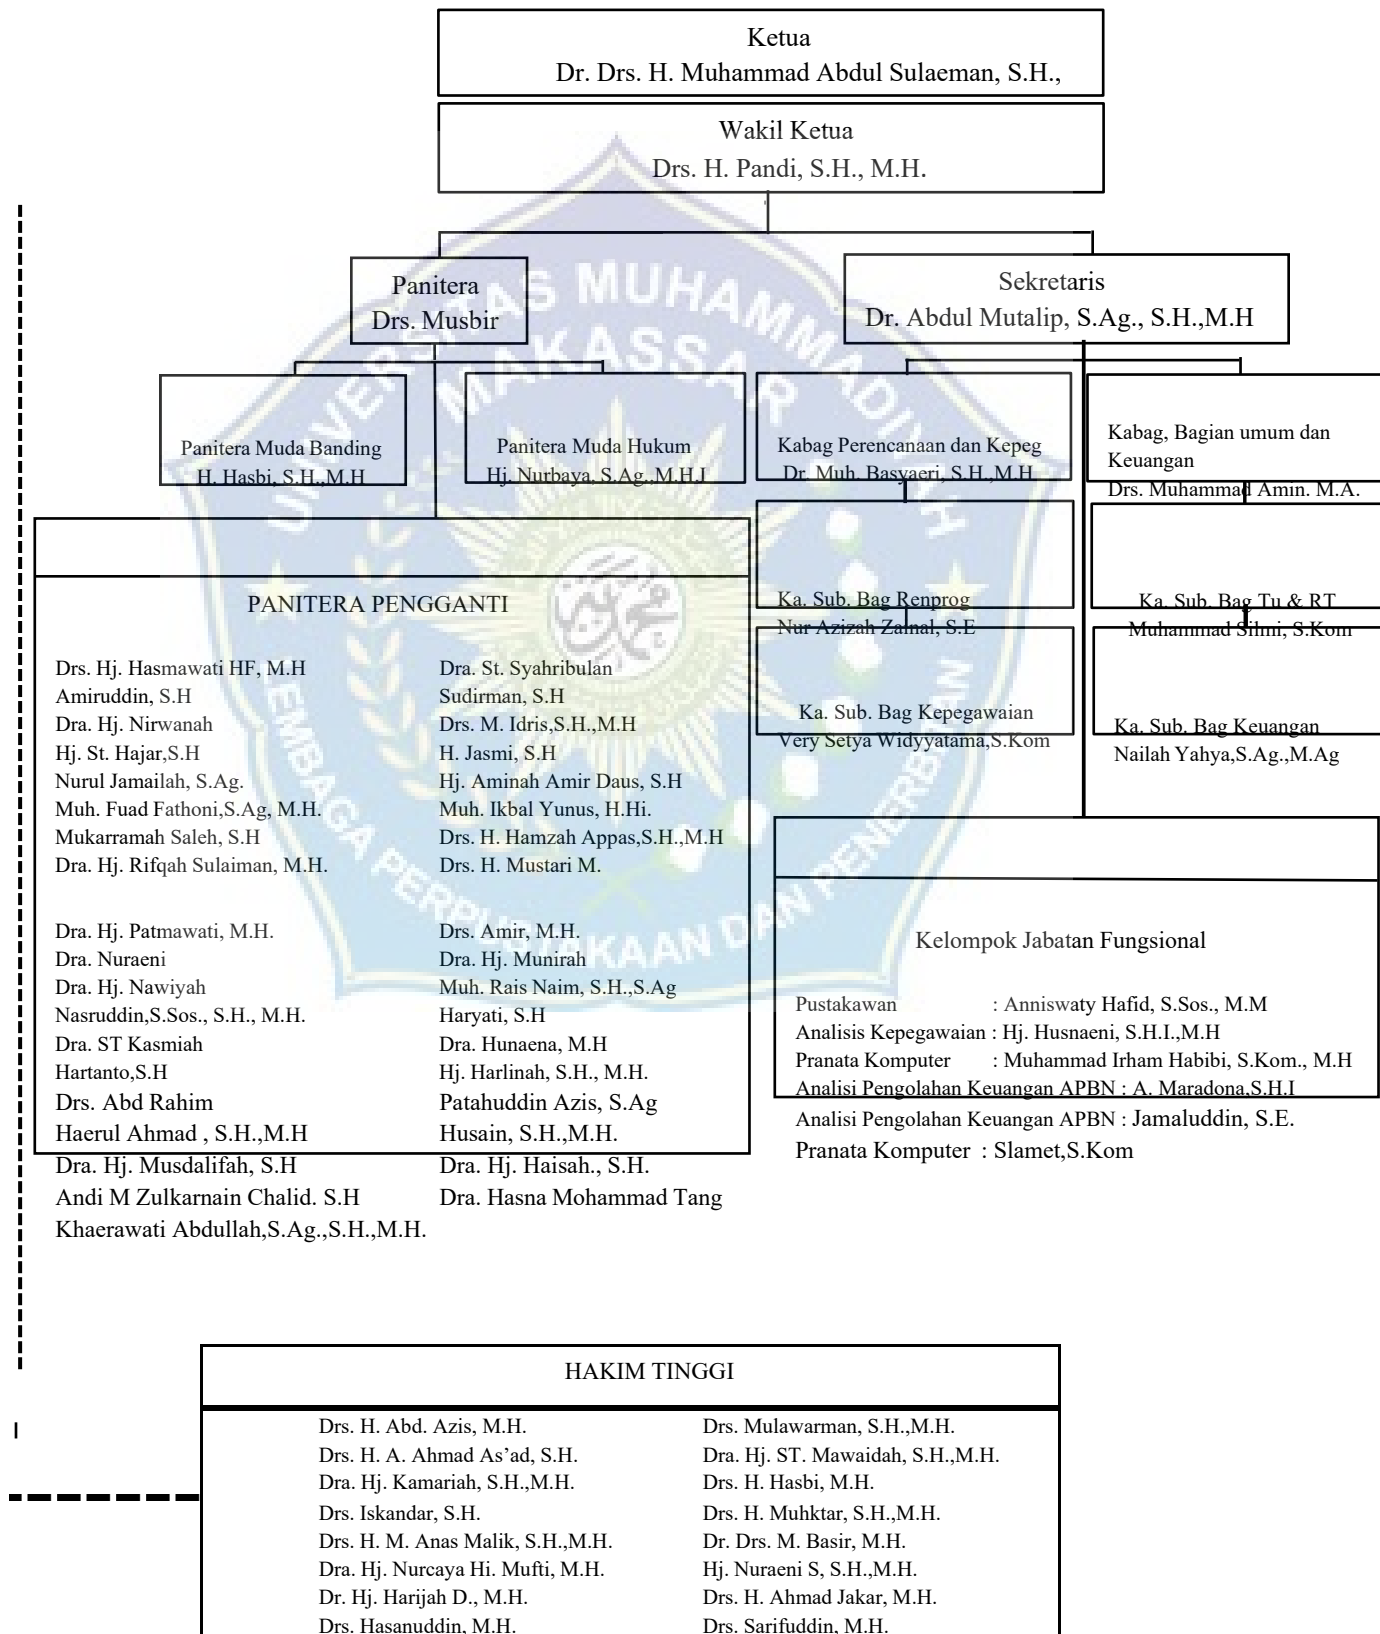 Ketua
Dr. Drs. H. Muhammad Abdul Sulaeman, S.H.,
Wakil Ketua
Drs. H. Pandi, S.H., M.H.
Panitera
Drs. Musbir
Sekretaris
Dr. Abdul Mutalip, S.Ag., S.H.,M.H
Panitera Muda Banding
H. Hasbi, S.H.,M.H
Panitera Muda Hukum
Hj. Nurbaya, S.Ag.,M.H.I
Kabag Perencanaan dan Kepeg
Dr. Muh. Basyaeri, S.H.,M.H.
Kabag, Bagian umum dan
Keuangan
Drs. Muhammad Amin. M.A.
Ka. Sub. Bag Renprog
Nur Azizah Zainal, S.E
Ka. Sub. Bag Tu & RT
Muhammad Silmi, S.Kom
Ka. Sub. Bag Kepegawaian
Very Setya Widyyatama,S.Kom
Ka. Sub. Bag Keuangan
Nailah Yahya,S.Ag.,M.Ag
PANITERA PENGGANTI
Drs. Hj. Hasmawati HF, M.H
Amiruddin, S.H
Dra. Hj. Nirwanah
Hj. St. Hajar,S.H
Nurul Jamailah, S.Ag.
Muh. Fuad Fathoni,S.Ag, M.H.
Mukarramah Saleh, S.H
Dra. Hj. Rifqah Sulaiman, M.H.
Dra. Hj. Patmawati, M.H.
Dra. Nuraeni
Dra. Hj. Nawiyah
Nasruddin,S.Sos., S.H., M.H.
Dra. ST Kasmiah
Hartanto,S.H
Drs. Abd Rahim
Haerul Ahmad , S.H.,M.H
Dra. Hj. Musdalifah, S.H
Andi M Zulkarnain Chalid. S.H
Khaerawati Abdullah,S.Ag.,S.H.,M.H.
Dra. St. Syahribulan
Sudirman, S.H
Drs. M. Idris,S.H.,M.H
H. Jasmi, S.H
Hj. Aminah Amir Daus, S.H
Muh. Ikbal Yunus, H.Hi.
Drs. H. Hamzah Appas,S.H.,M.H
Drs. H. Mustari M.
Drs. Amir, M.H.
Dra. Hj. Munirah
Muh. Rais Naim, S.H.,S.Ag
Haryati, S.H
Dra. Hunaena, M.H
Hj. Harlinah, S.H., M.H.
Patahuddin Azis, S.Ag
Husain, S.H.,M.H.
Dra. Hj. Haisah., S.H.
Dra. Hasna Mohammad Tang
Kelompok Jabatan Fungsional
Pustakawan : Anniswaty Hafid, S.Sos., M.M
Analisis Kepegawaian : Hj. Husnaeni, S.H.I.,M.H
Pranata Komputer : Muhammad Irham Habibi, S.Kom., M.H
Analisi Pengolahan Keuangan APBN : A. Maradona,S.H.I
Analisi Pengolahan Keuangan APBN : Jamaluddin, S.E.
Pranata Komputer : Slamet,S.Kom
HAKIM TINGGI
Drs. H. Abd. Azis, M.H.
Drs. H. A. Ahmad As’ad, S.H.
Dra. Hj. Kamariah, S.H.,M.H.
Drs. Iskandar, S.H.
Drs. H. M. Anas Malik, S.H.,M.H.
Dra. Hj. Nurcaya Hi. Mufti, M.H.
Dr. Hj. Harijah D., M.H.
Drs. Hasanuddin, M.H.
Drs. Mulawarman, S.H.,M.H.
Dra. Hj. ST. Mawaidah, S.H.,M.H.
Drs. H. Hasbi, M.H.
Drs. H. Muhktar, S.H.,M.H.
Dr. Drs. M. Basir, M.H.
Hj. Nuraeni S, S.H.,M.H.
Drs. H. Ahmad Jakar, M.H.
Drs. Sarifuddin, M.H.
UNIVERSITAS MUHAMMADIYAH
MAKASSAR
LEMBAGA PERPUSTAKAAN DAN PENERBITAN